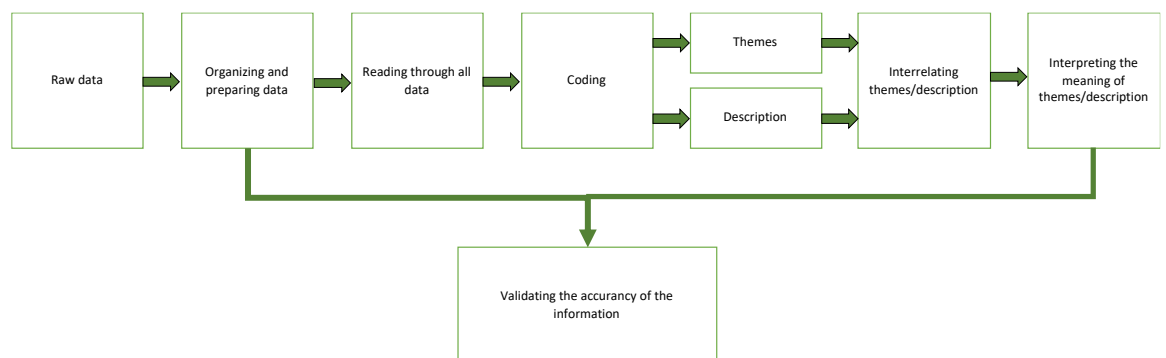 Raw data
Organizing and
preparing data
Reading through all
data
Coding
Themes
Description
Interrelating
themes/description
Interpreting the
meaning of
themes/description
Validating the accurancy of the
information